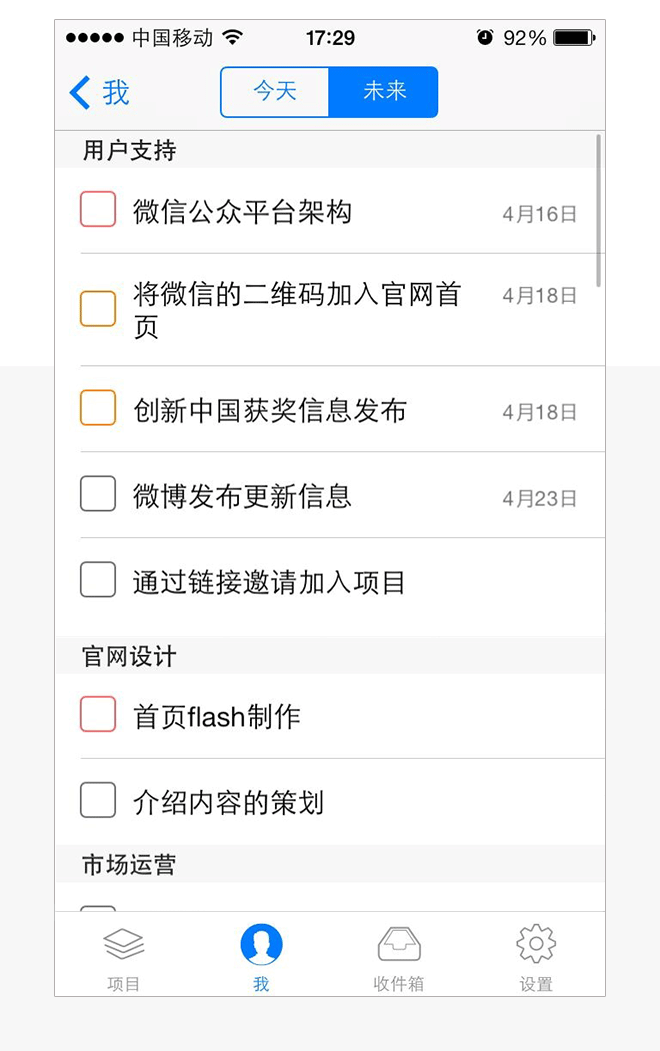 中国移动 17:29 92%
我 今天 未来
用户支持
微信公众平台架构 4月16日
将微信的二维码加入官网首 4月18日
页
创新中国获奖信息发布 4月18日
微博发布更新信息 4月23日
通过链接邀请加入项目
官网设计
首页flash制作
介绍内容的策划
市场运营
项目 我 收件箱 设置